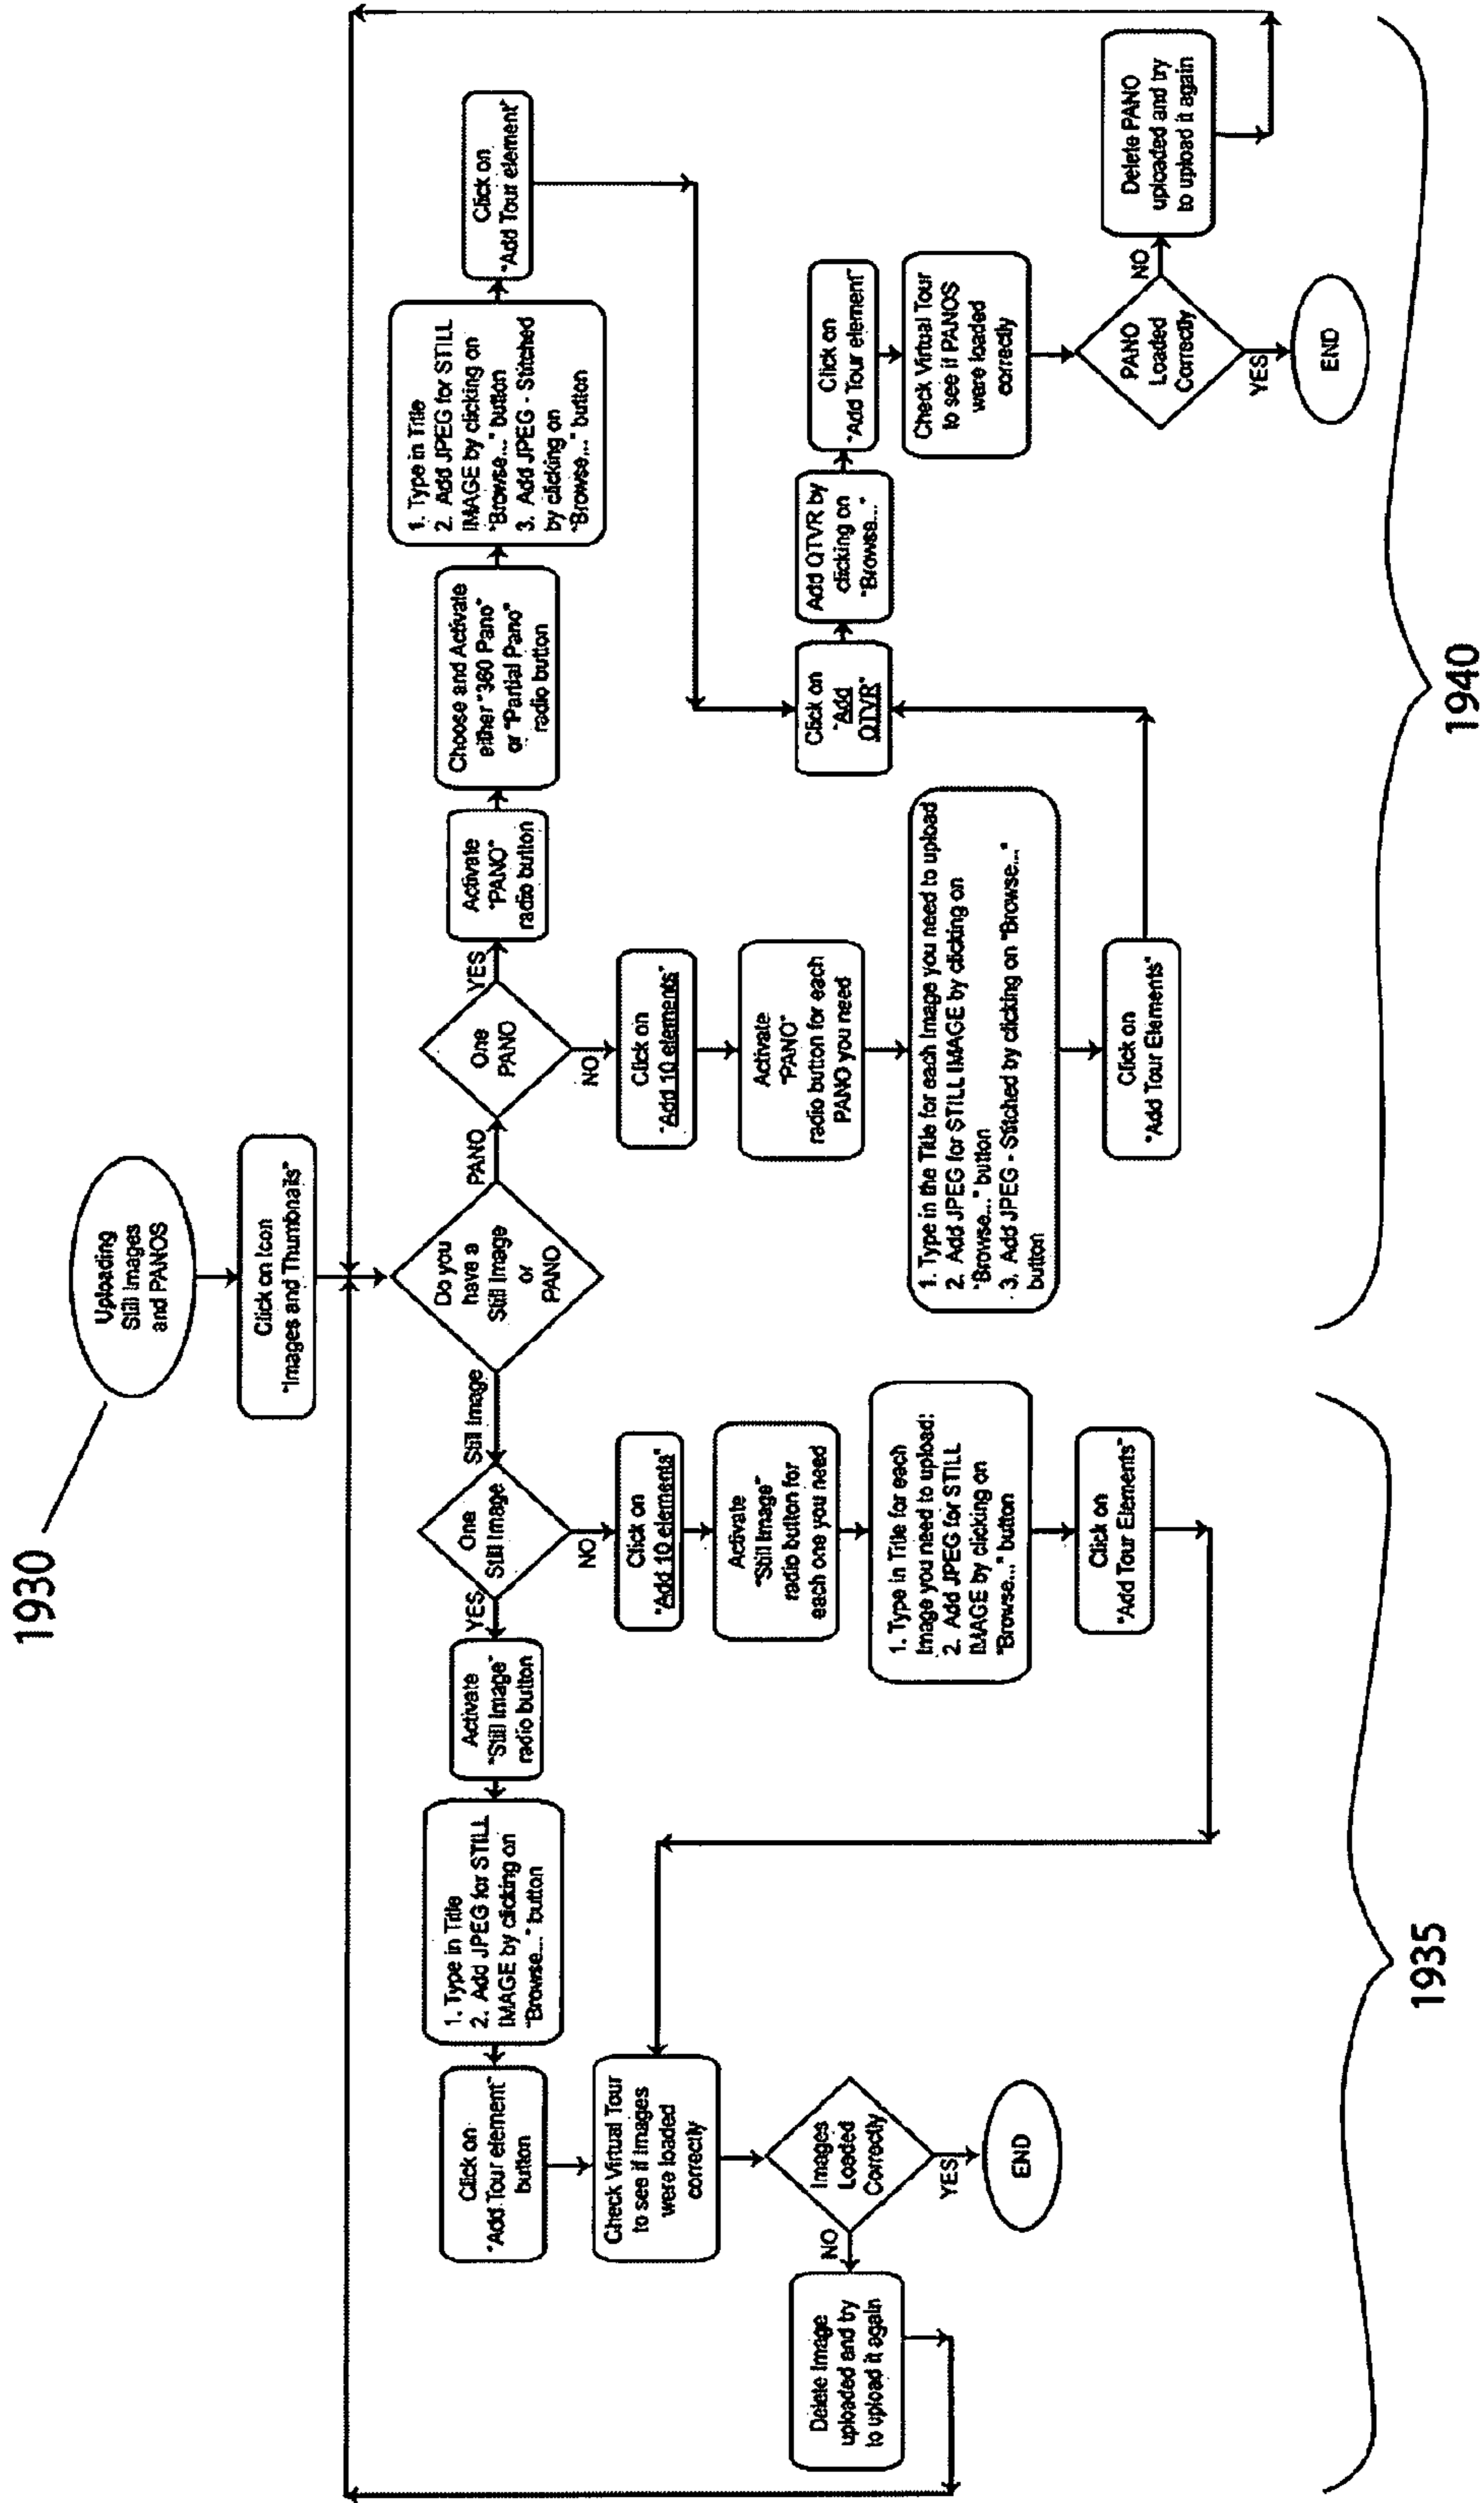 1930
Uploading
Still Images
and PANOS
Click on Icon
"Images and Thumbnails"
Do you
have a
Still Image
or
PANO
Still Image
PANO
One
Still Image
YES
NO
Activate
"Still Image"
radio button
1. Type in Title
2. Add JPEG for STILL
IMAGE by clicking on
"Browse..." button
Click on
"Add Tour element"
button
Check Virtual Tour
to see if images
were loaded
correctly
Images
Loaded
Correctly
NO
YES
Delete Image
uploaded and try
to upload it again
END
Click on
"Add 10 elements"
Activate
"Still Image"
radio button for
each one you need
1. Type in Title for each
Image you need to upload:
2. Add JPEG for STILL
IMAGE by clicking on
"Browse..." button
Click on
"Add Tour Elements"
1935
One
PANO
YES
NO
Activate
"PANO"
radio button
Choose and Activate
either "360 Pano"
or "Partial Pano"
radio button
1. Type in Title
2. Add JPEG for STILL
IMAGE by clicking on
"Browse..." button
3. Add JPEG - Stitched
by clicking on
"Browse..." button
Click on
"Add Tour element"
Click on
"Add 10 elements"
Activate
"PANO"
radio button for each
PANO you need
1. Type in the Title for each Image you need to upload
2. Add JPEG for STILL IMAGE by clicking on
"Browse..." button
3. Add JPEG - Stitched by clicking on "Browse..."
button
Click on
"Add Tour Elements"
Click on
"Add
QTVR"
Add QTVR by
clicking on
"Browse..."
Click on
"Add Tour element"
Check Virtual Tour
to see if PANOS
were loaded
correctly
PANO
Loaded
Correctly
NO
YES
Delete PANO
uploaded and try
to upload it again
END
1940